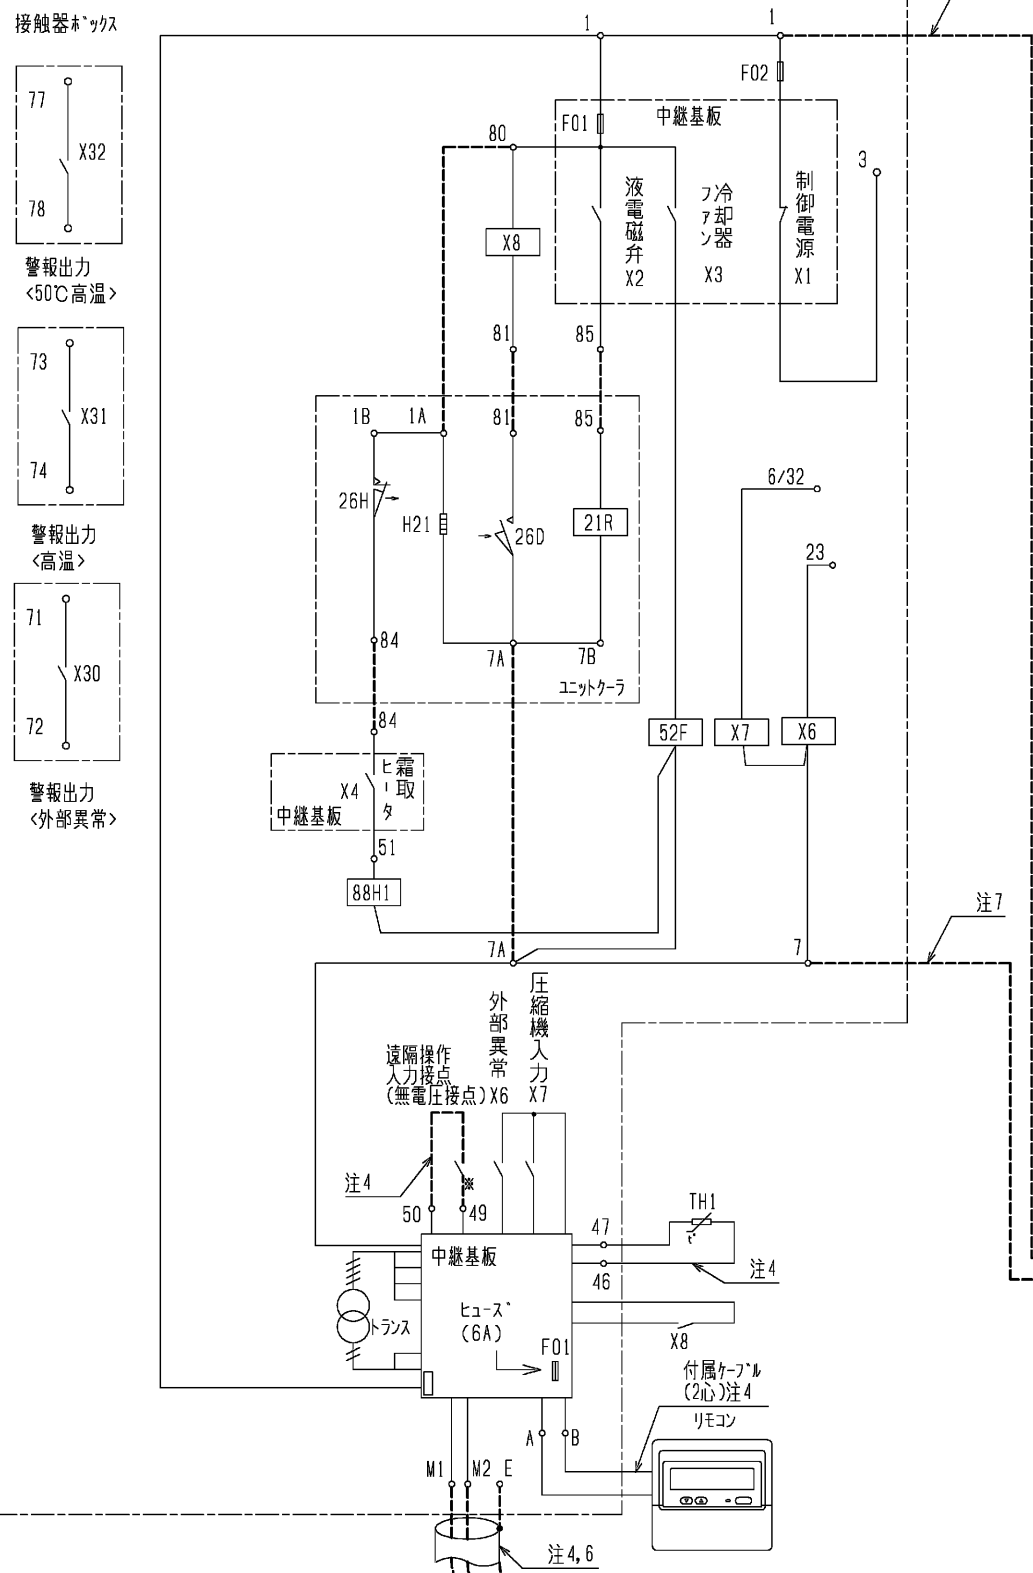 接触器ﾎﾞックス
77
X32
78
警報出力
<50℃高温>
73
X31
74
警報出力
<高温>
71
X30
72
警報出力
<外部異常>
1
1
F02
F01
中継基板
80
3
液電磁弁
X2
冷却器
ファン
X3
制御電源
X1
X8
81
85
1B
1A
81
85
26H
H21
26D
21R
6/32
23
84
7A
7B
ユニットクーラ
84
52F
X7
X6
霜取
ヒータ
X4
中継基板
51
88H1
注7
7A
7
外部異常
X6
圧縮機入力
X7
遠隔操作
入力接点
(無電圧接点)
注4
※
50
49
中継基板
47
TH1
t°
46
注4
トランス
ヒューズ
(6A)
F01
X8
付属ケーブル
(2心)注4
リモコン
A
B
M1
M2
E
注4,6